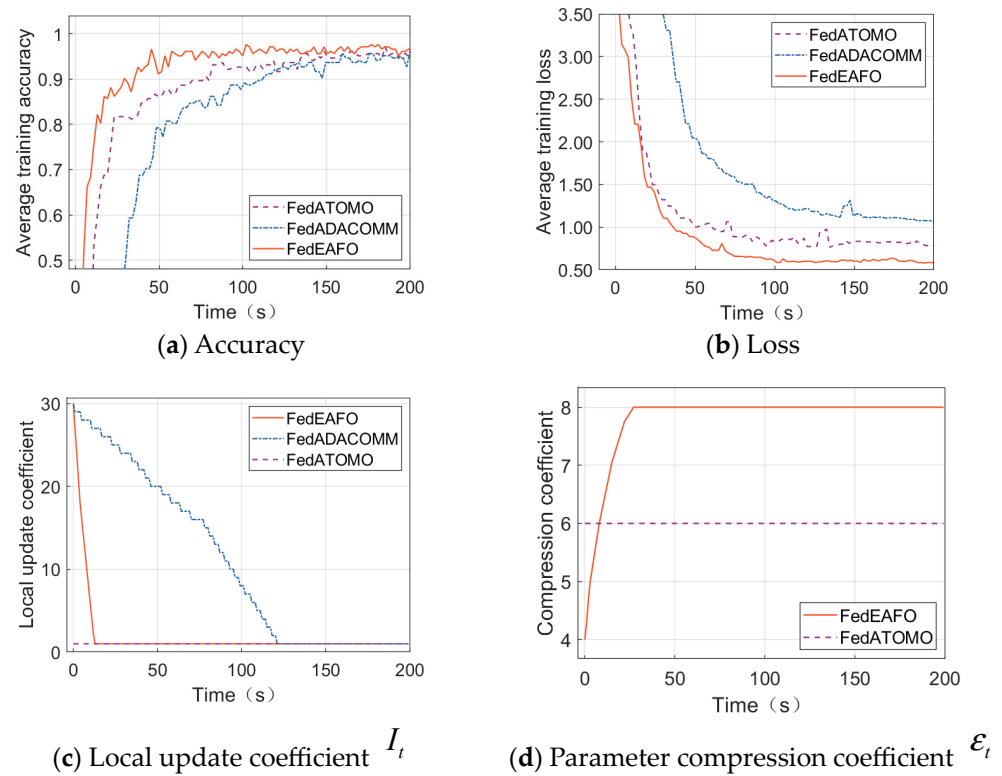 1
0.9
0.8
0.7
0.6
0.5
Average training accuracy
FedATOMO
FedADACOMM
FedEAFO
0 50 100 150 200
Time（s）
(a) Accuracy
3.50
3.00
2.50
2.00
1.50
1.00
0.50
Average training loss
FedATOMO
FedADACOMM
FedEAFO
0 50 100 150 200
Time（s）
(b) Loss
30
20
10
0
Local update coefficient
FedEAFO
FedADACOMM
FedATOMO
0 50 100 150 200
Time（s）
(c) Local update coefficient I_t
8
7
6
5
4
Compression coefficient
FedEAFO
FedATOMO
0 50 100 150 200
Time（s）
(d) Parameter compression coefficient ε_t